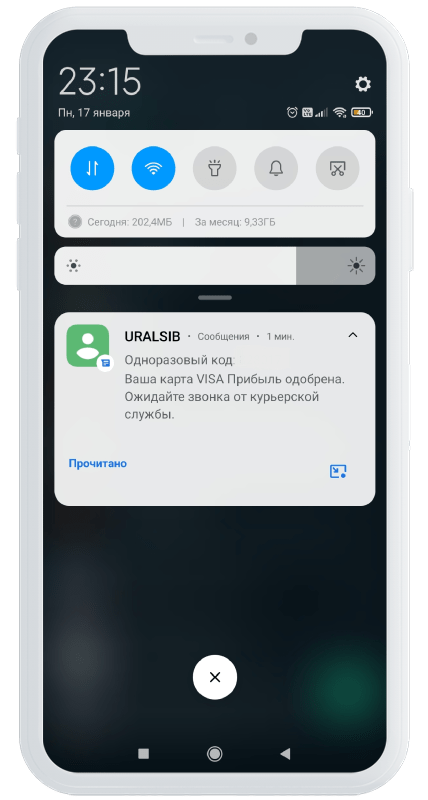 23:15
Пн, 17 января
40
Сегодня: 202,4МБ | За месяц: 9,33ГБ
URALSIB · Сообщения · 1 мин.
Одноразовый код:
Ваша карта VISA Прибыль одобрена.
Ожидайте звонка от курьерской
службы.
Прочитано